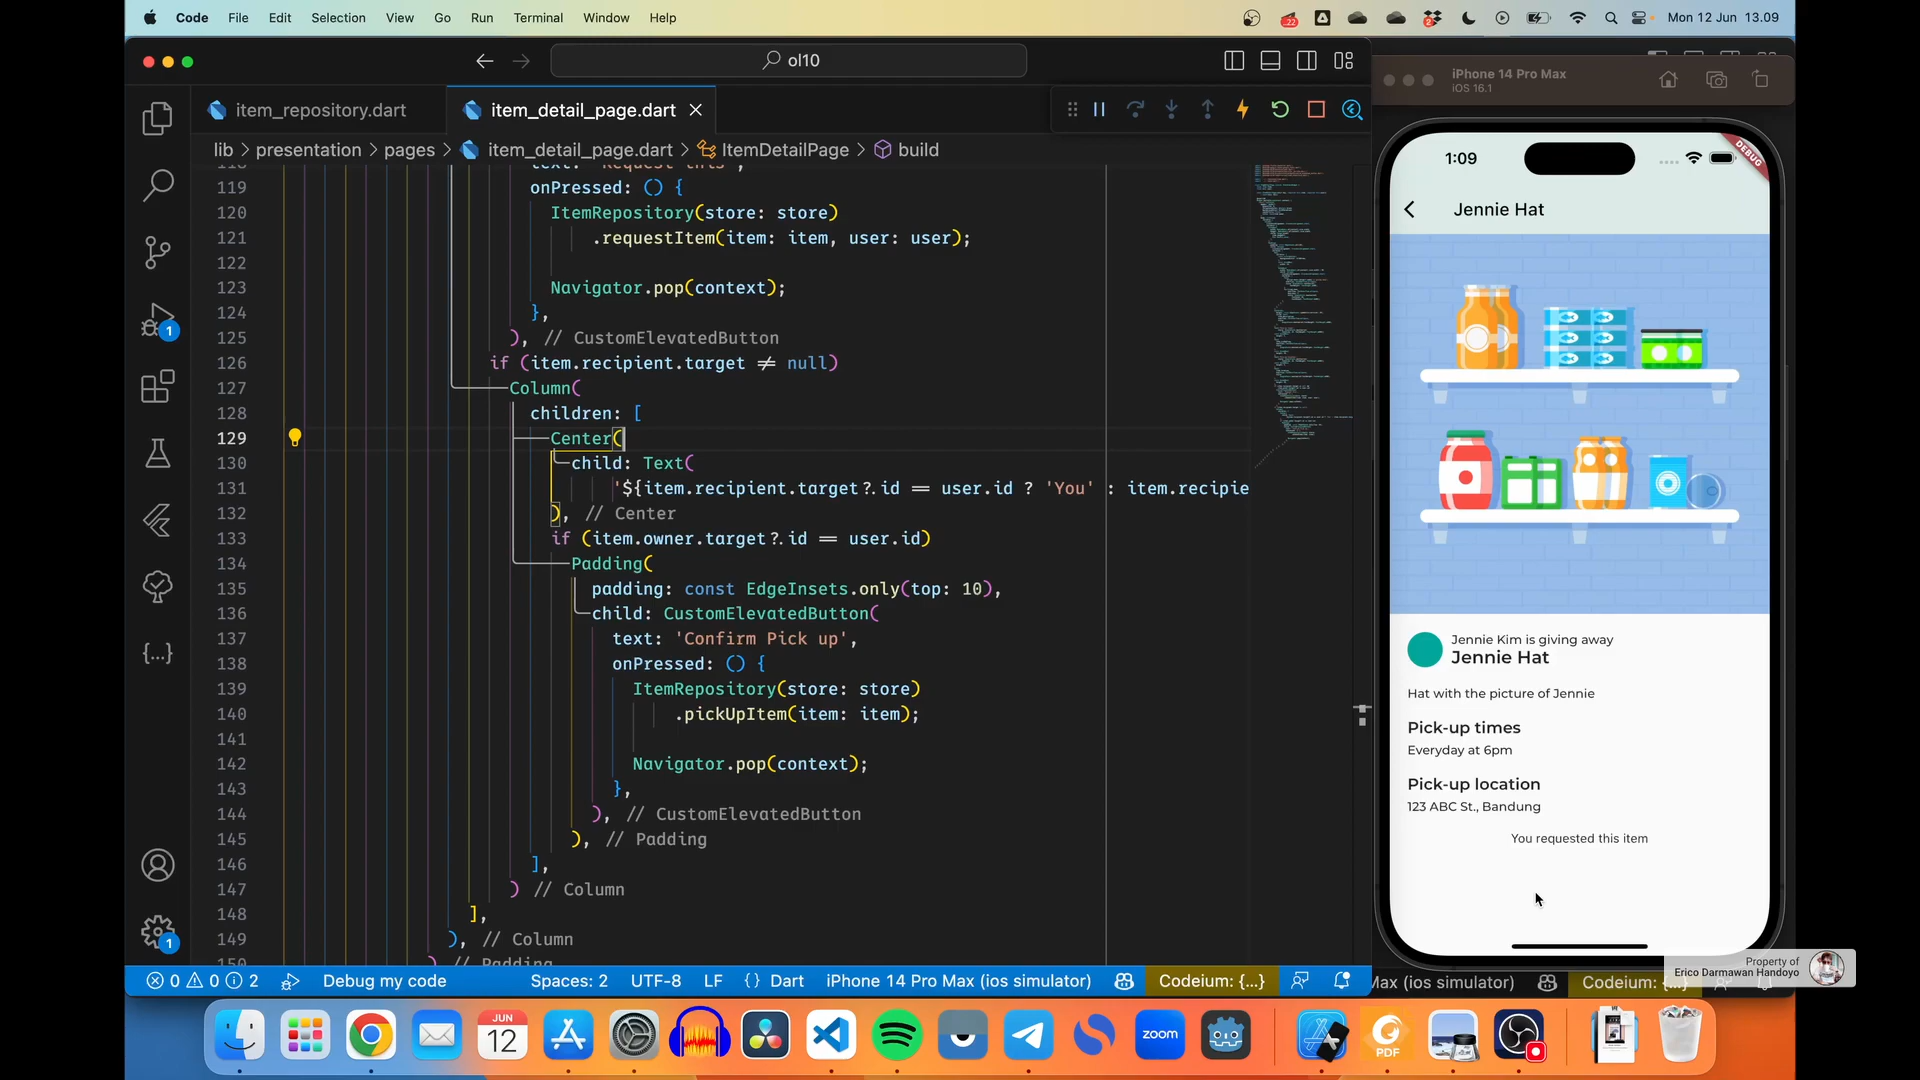 Code File Edit Selection View Go Run Terminal Window Help
22
2
Mon 12 Jun 13.09
ol10
item_repository.dart
item_detail_page.dart
lib > presentation > pages > item_detail_page.dart > ItemDetailPage > build
119 onPressed: () {
120 ItemRepository(store: store)
121 .requestItem(item: item, user: user);
122
123 Navigator.pop(context);
124 },
125 ), // CustomElevatedButton
126 if (item.recipient.target != null)
127 Column(
128 children: [
129 Center(
130 child: Text(
131 '${item.recipient.target?.id == user.id ? 'You' : item.recipie
132 ), // Center
133 if (item.owner.target?.id == user.id)
134 Padding(
135 padding: const EdgeInsets.only(top: 10),
136 child: CustomElevatedButton(
137 text: 'Confirm Pick up',
138 onPressed: () {
139 ItemRepository(store: store)
140 .pickUpItem(item: item);
141
142 Navigator.pop(context);
143 },
144 ), // CustomElevatedButton
145 ), // Padding
146 ],
147 ) // Column
148 ],
149 ), // Column
150 ), // Padding
1
1
0 0 2 Debug my code Spaces: 2 UTF-8 LF {} Dart iPhone 14 Pro Max (ios simulator) Codeium: {...}
iPhone 14 Pro Max
iOS 16.1
1:09
DEBUG
Jennie Hat
Jennie Kim is giving away
Jennie Hat
Hat with the picture of Jennie
Pick-up times
Everyday at 6pm
Pick-up location
123 ABC St., Bandung
You requested this item
Property of
Erico Darmawan Handoyo
Max (ios simulator) Codeium: {...}
JUN
12
zoom
PDF